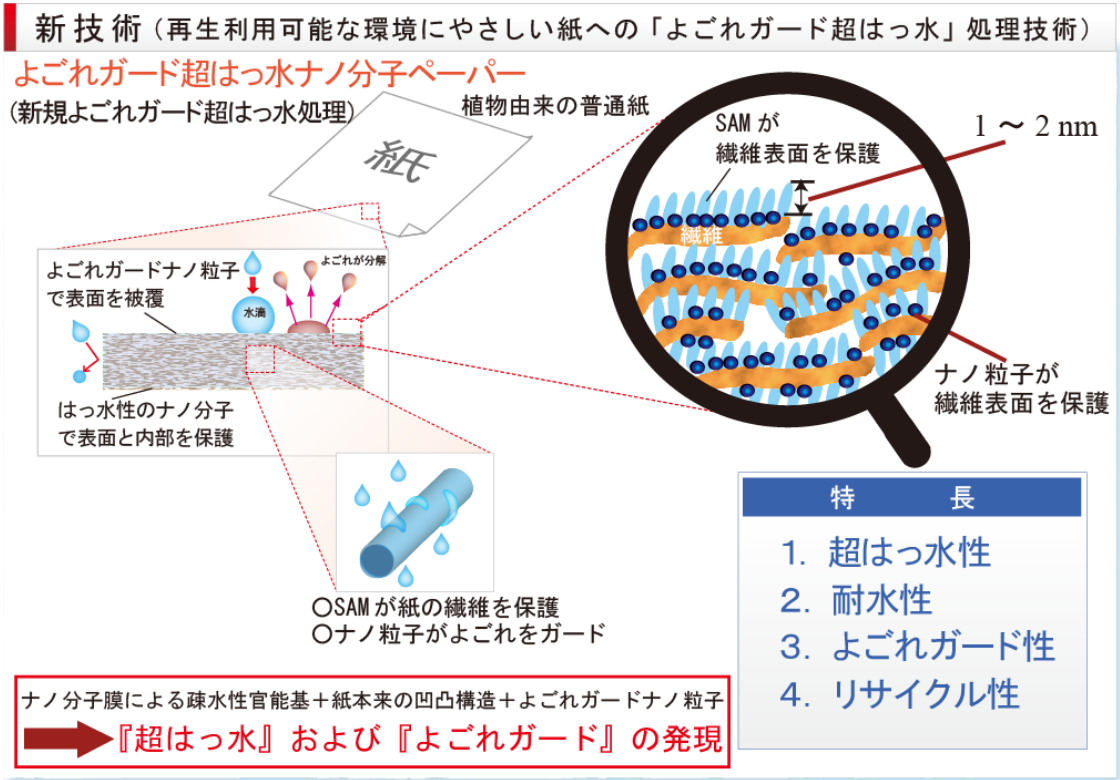 新技術（再生利用可能な環境にやさしい紙への「よごれガード超はっ水」処理技術）
よごれガード超はっ水ナノ分子ペーパー
(新規よごれガード超はっ水処理)
植物由来の普通紙
紙
SAMが
繊維表面を保護
1 ～ 2 nm
繊維
よごれガードナノ粒子
で表面を被覆
よごれが分解
水滴
はっ水性のナノ分子
で表面と内部を保護
ナノ粒子が
繊維表面を保護
○SAMが紙の繊維を保護
○ナノ粒子がよごれをガード
特　長
1. 超はっ水性
2. 耐水性
3. よごれガード性
4. リサイクル性
ナノ分子膜による疎水性官能基＋紙本来の凹凸構造＋よごれガードナノ粒子
『超はっ水』および『よごれガード』の発現